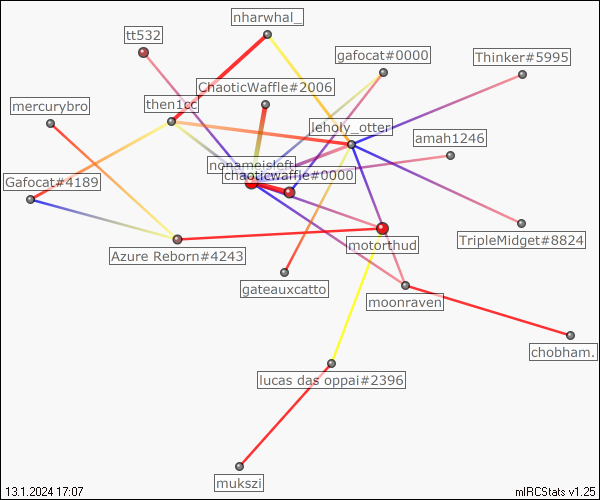 nharwhal_
tt532
gafocat#0000
Thinker#5995
ChaoticWaffle#2006
mercurybro
then1cc
leholy_otter
amah1246
nonameisfeft
chaoticwaffle#0000
Gafocat#4189
TripleMidget#8824
motorthud
Azure Reborn#4243
gateauxcatto
moonraven
chobham.
lucas das oppai#2396
mukszi
13.1.2024 17:07
mIRCStats v1.25